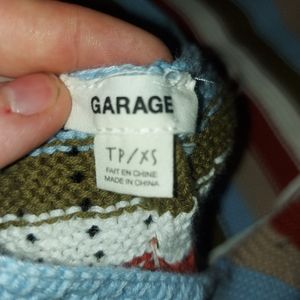 GARAGE
TP/XS
FAIT EN CHINE
MADE IN CHINA